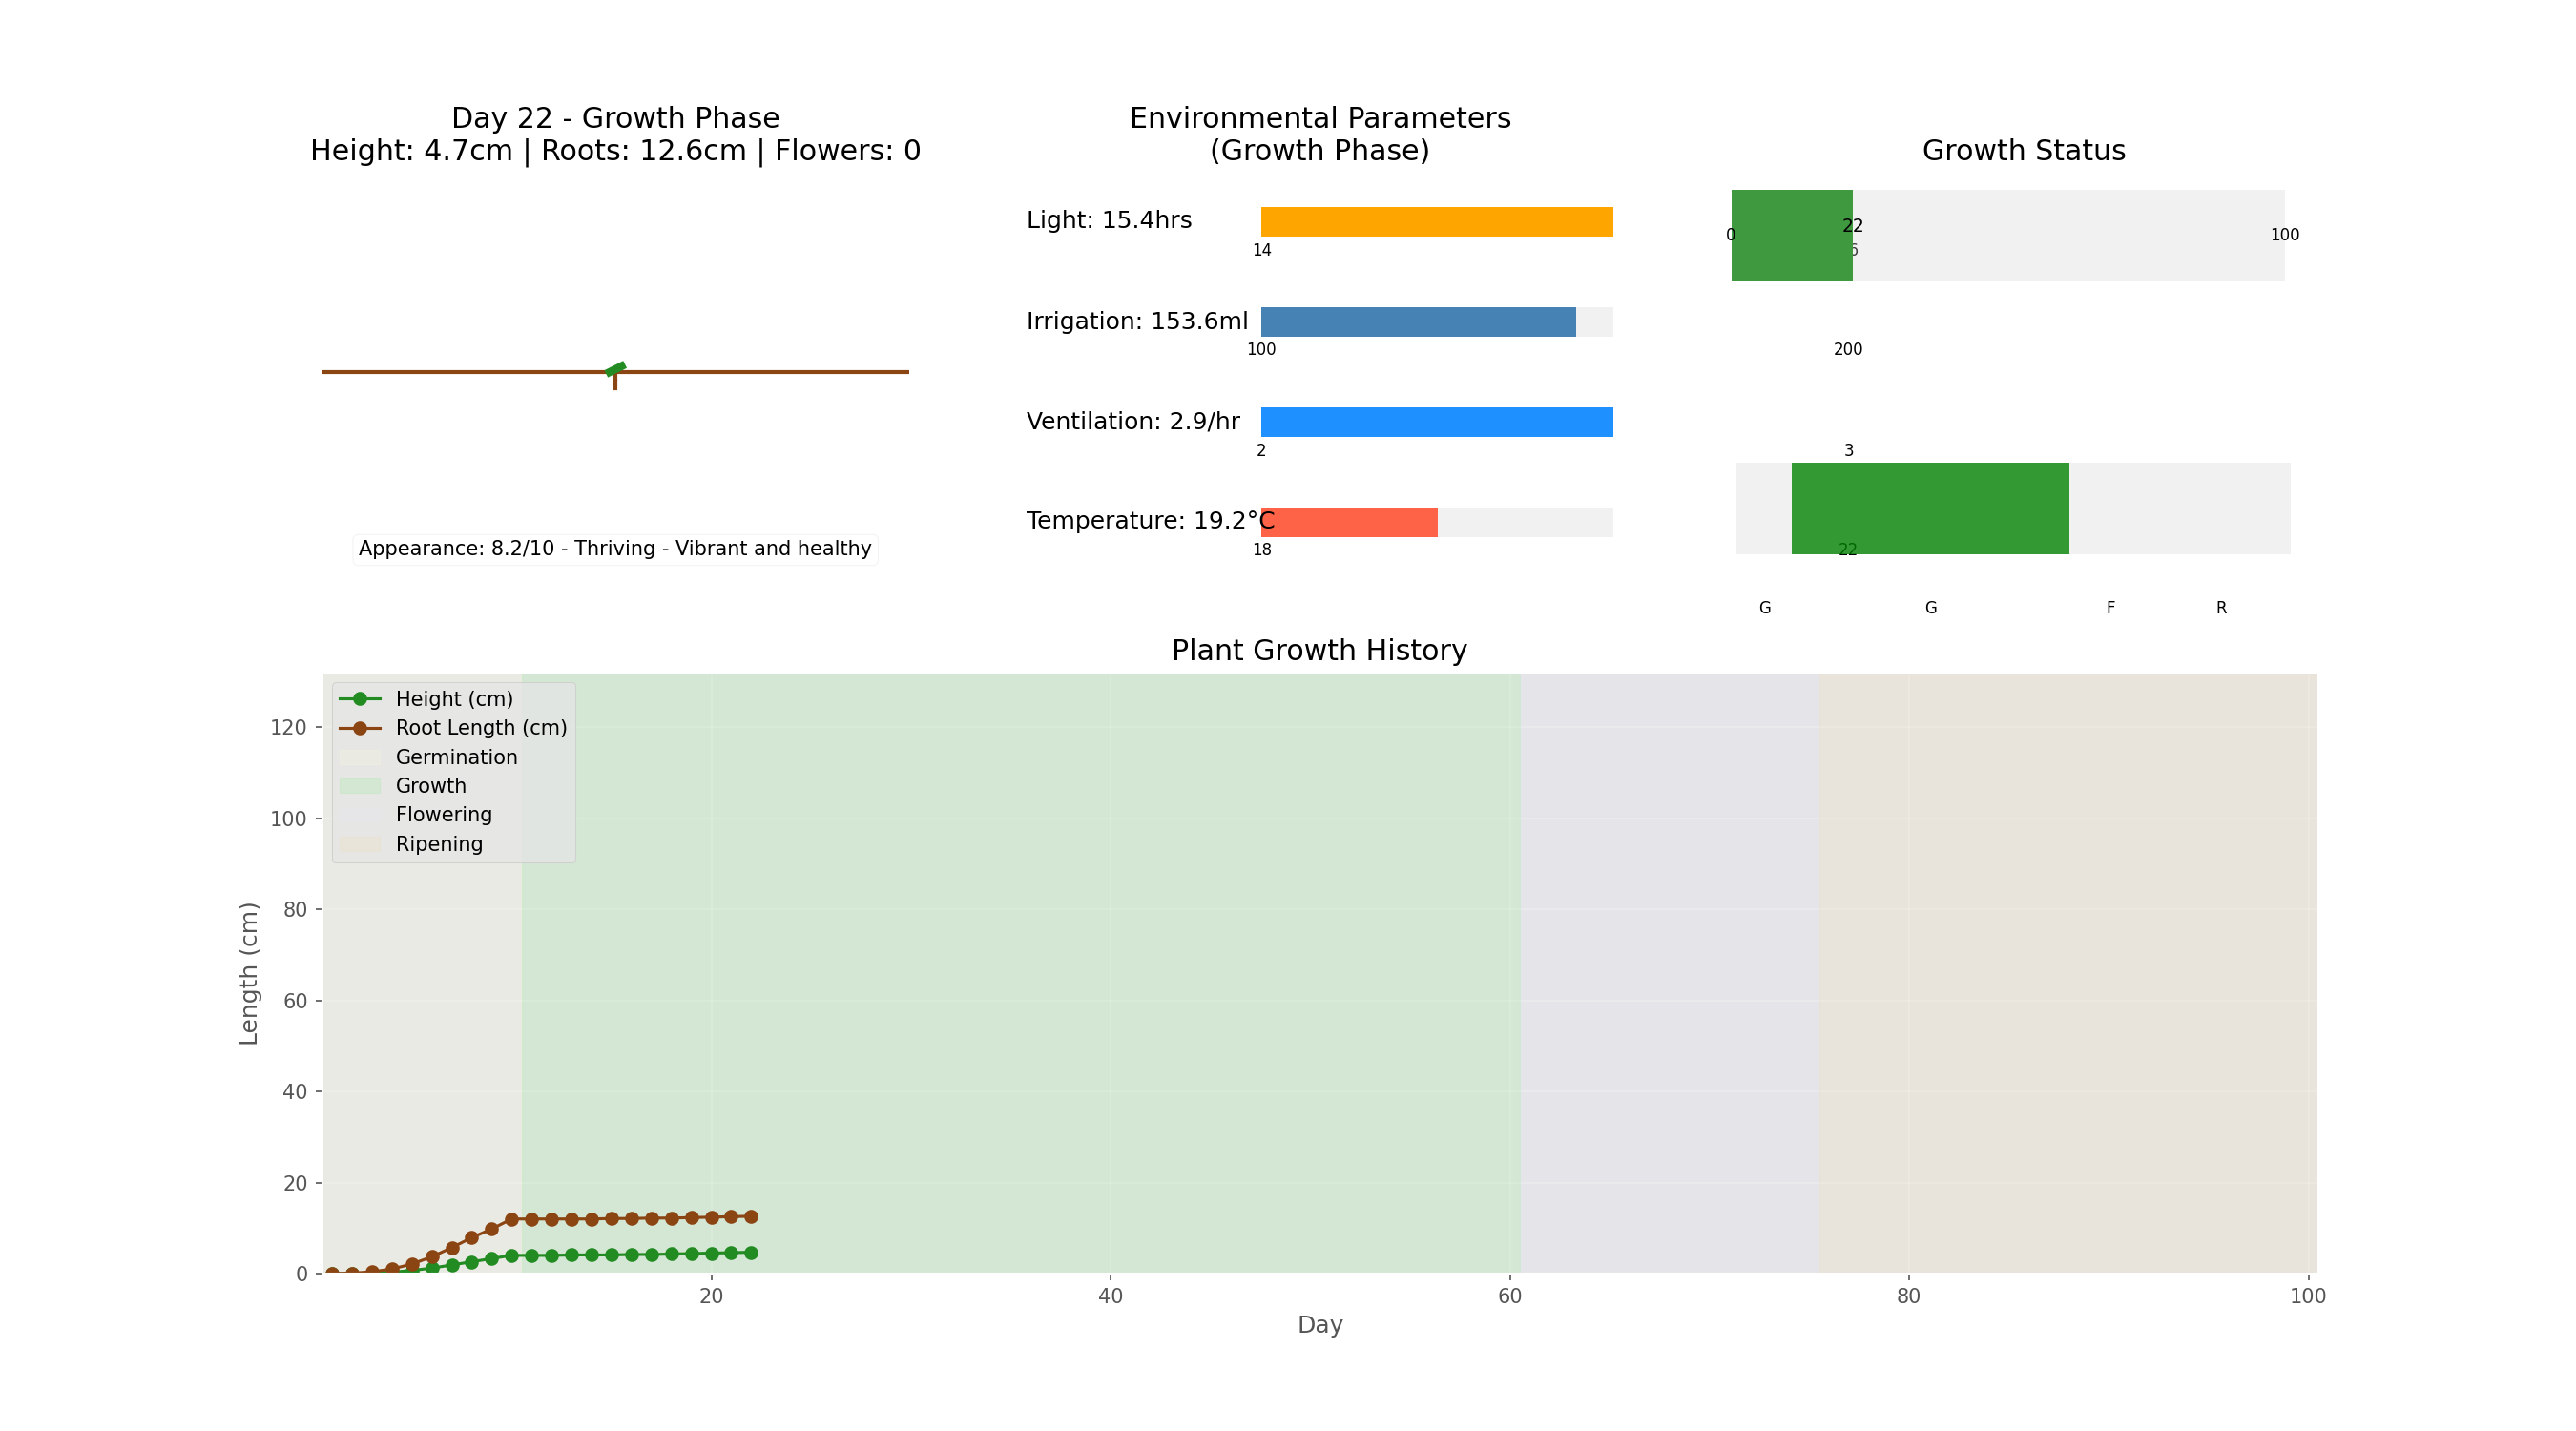 Day 22 - Growth Phase
Height: 4.7cm | Roots: 12.6cm | Flowers: 0
Appearance: 8.2/10 - Thriving - Vibrant and healthy
Environmental Parameters
(Growth Phase)
Light: 15.4hrs
14
Irrigation: 153.6ml
100
200
Ventilation: 2.9/hr
2
3
Temperature: 19.2°C
18
22
Growth Status
0
22
100
G
G
F
R
Plant Growth History
Height (cm)
Root Length (cm)
Germination
Growth
Flowering
Ripening
Length (cm)
120
100
80
60
40
20
0
20
40
60
80
100
Day